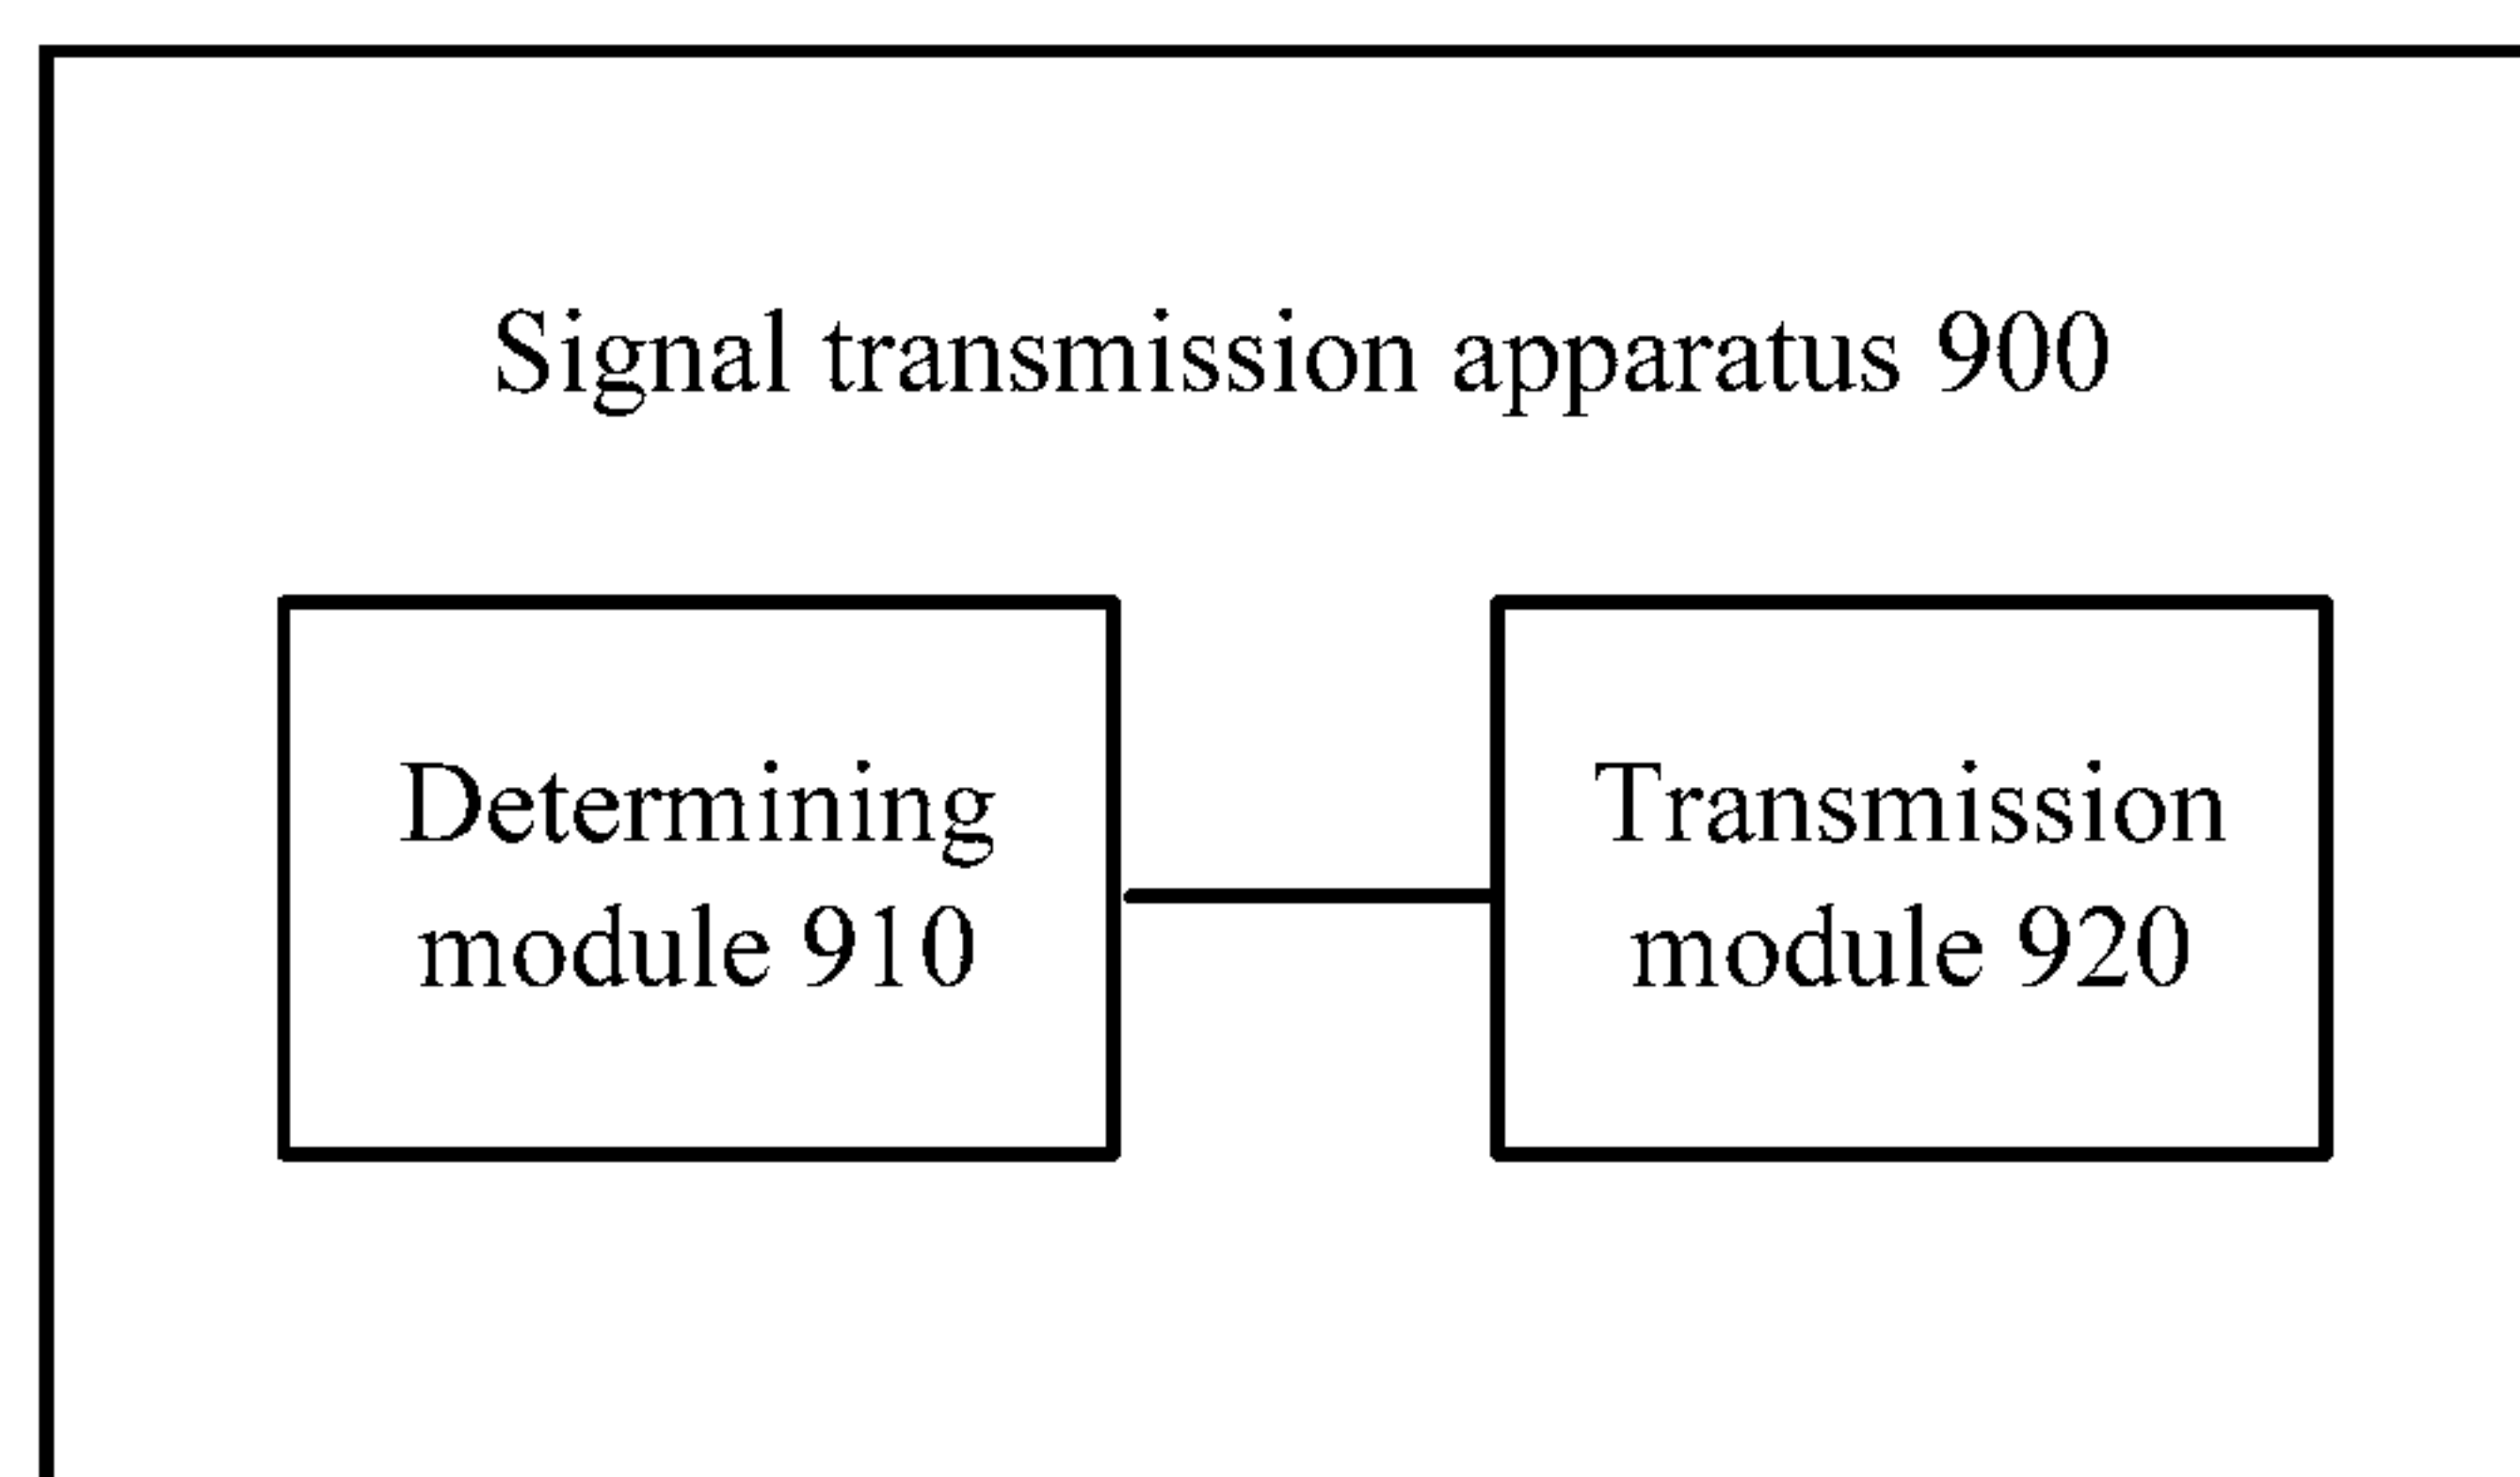 Signal transmission apparatus 900
Determining
module 910
Transmission
module 920